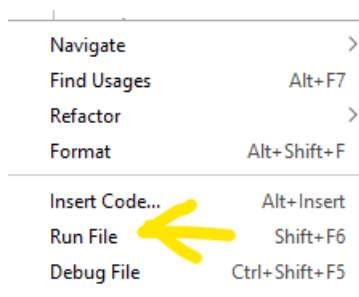 Navigate
Find Usages Alt+F7
Refactor
Format Alt+Shift+F
Insert Code... Alt+Insert
Run File Shift+F6
Debug File Ctrl+Shift+F5